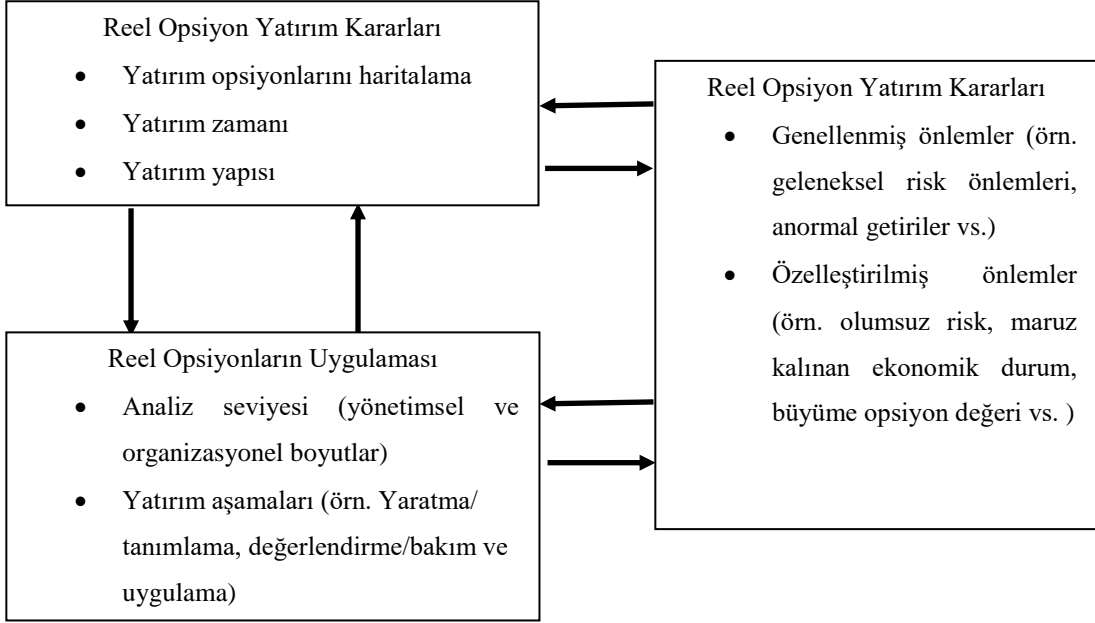 Reel Opsiyon Yatırım Kararları
• Yatırım opsiyonlarını haritalama
• Yatırım zamanı
• Yatırım yapısı
Reel Opsiyon Yatırım Kararları
• Genellenmiş önlemler (örn.
geleneksel risk önlemleri,
anormal getiriler vs.)
• Özelleştirilmiş önlemler
(örn. olumsuz risk, maruz
kalınan ekonomik durum,
büyüme opsiyon değeri vs. )
Reel Opsiyonların Uygulaması
• Analiz seviyesi (yönetimsel ve
organizasyonel boyutlar)
• Yatırım aşamaları (örn. Yaratma/
tanımlama, değerlendirme/bakım ve
uygulama)